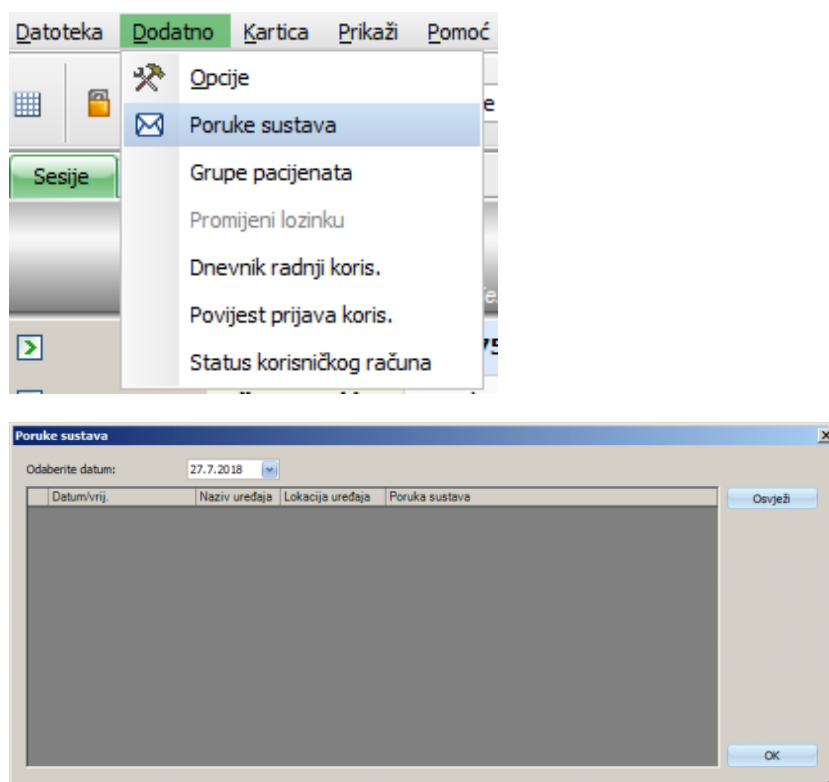 Datoteka Dodatno Kartica Prikaži Pomoć
Opcije
Poruke sustava
Sesije
Grupe pacijenata
Promijeni lozinku
Dnevnik radnji koris.
Povijest prijava koris.
Status korisničkog računa
Poruke sustava
Odaberite datum: 27.7.2018
Datum/vrij. Naziv uređaja Lokacija uređaja Poruka sustava Osvježi
OK